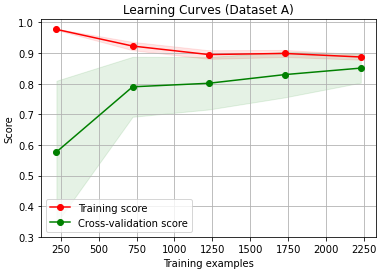 Learning Curves (Dataset A)
1.0
0.9
0.8
0.7
0.6
0.5
0.4
0.3
Score
Training score
Cross-validation score
250 500 750 1000 1250 1500 1750 2000 2250
Training examples